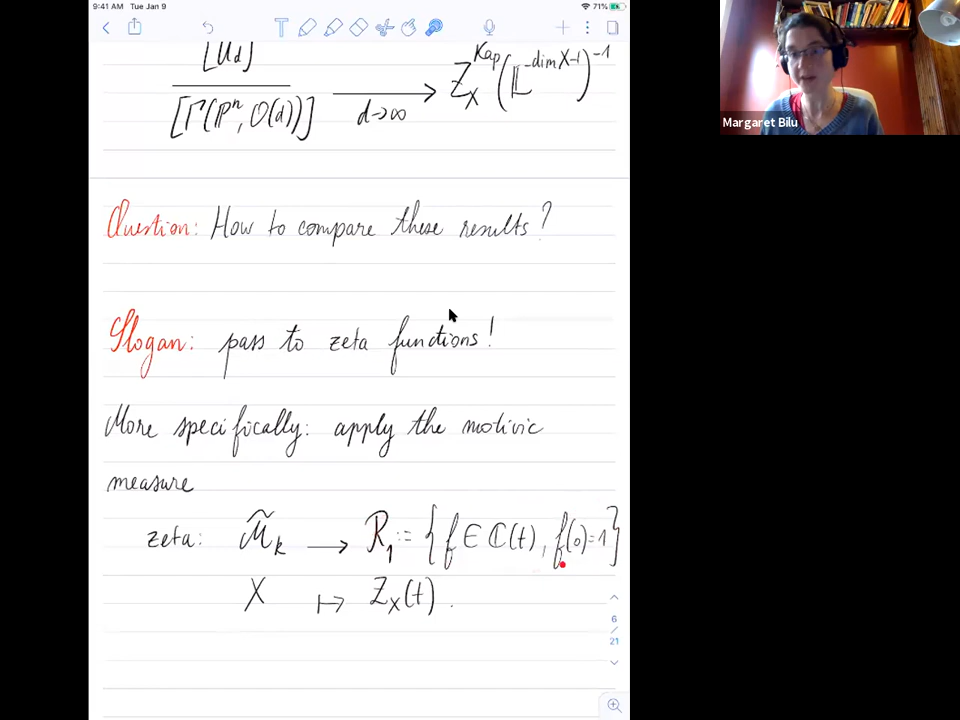 9:41 AM Tue Jan 9
71%
[U_d] / [Γ(ℙⁿ, O(d))] ⟶ d→∞ Z_X^Kap (𝕃^{-dim X-1})^{-1}
Margaret Bilu
Question: How to compare these results?
Slogan: pass to zeta functions!
More specifically: apply the motivic
measure
zeta: M̃_k ⟶ R_1 := {f ∈ ℂ(t), f(0)=1}
X ↦ Z_X(t).
6
/
21